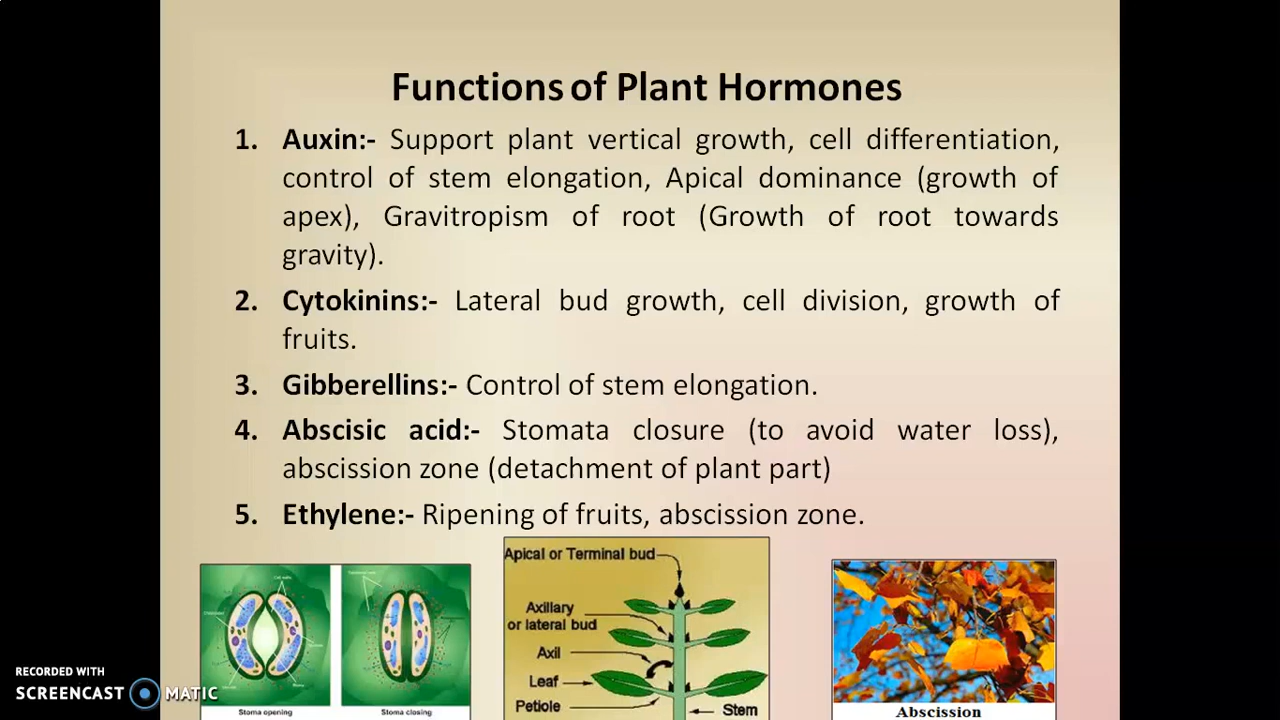 Functions of Plant Hormones
1. Auxin:- Support plant vertical growth, cell differentiation,
control of stem elongation, Apical dominance (growth of
apex), Gravitropism of root (Growth of root towards
gravity).
2. Cytokinins:- Lateral bud growth, cell division, growth of
fruits.
3. Gibberellins:- Control of stem elongation.
4. Abscisic acid:- Stomata closure (to avoid water loss),
abscission zone (detachment of plant part)
5. Ethylene:- Ripening of fruits, abscission zone.
Stoma opening
Stoma closing
Apical or Terminal bud
Axillary
or lateral bud
Axil
Leaf
Petiole
Stem
Abscission
RECORDED WITH
SCREENCAST MATIC